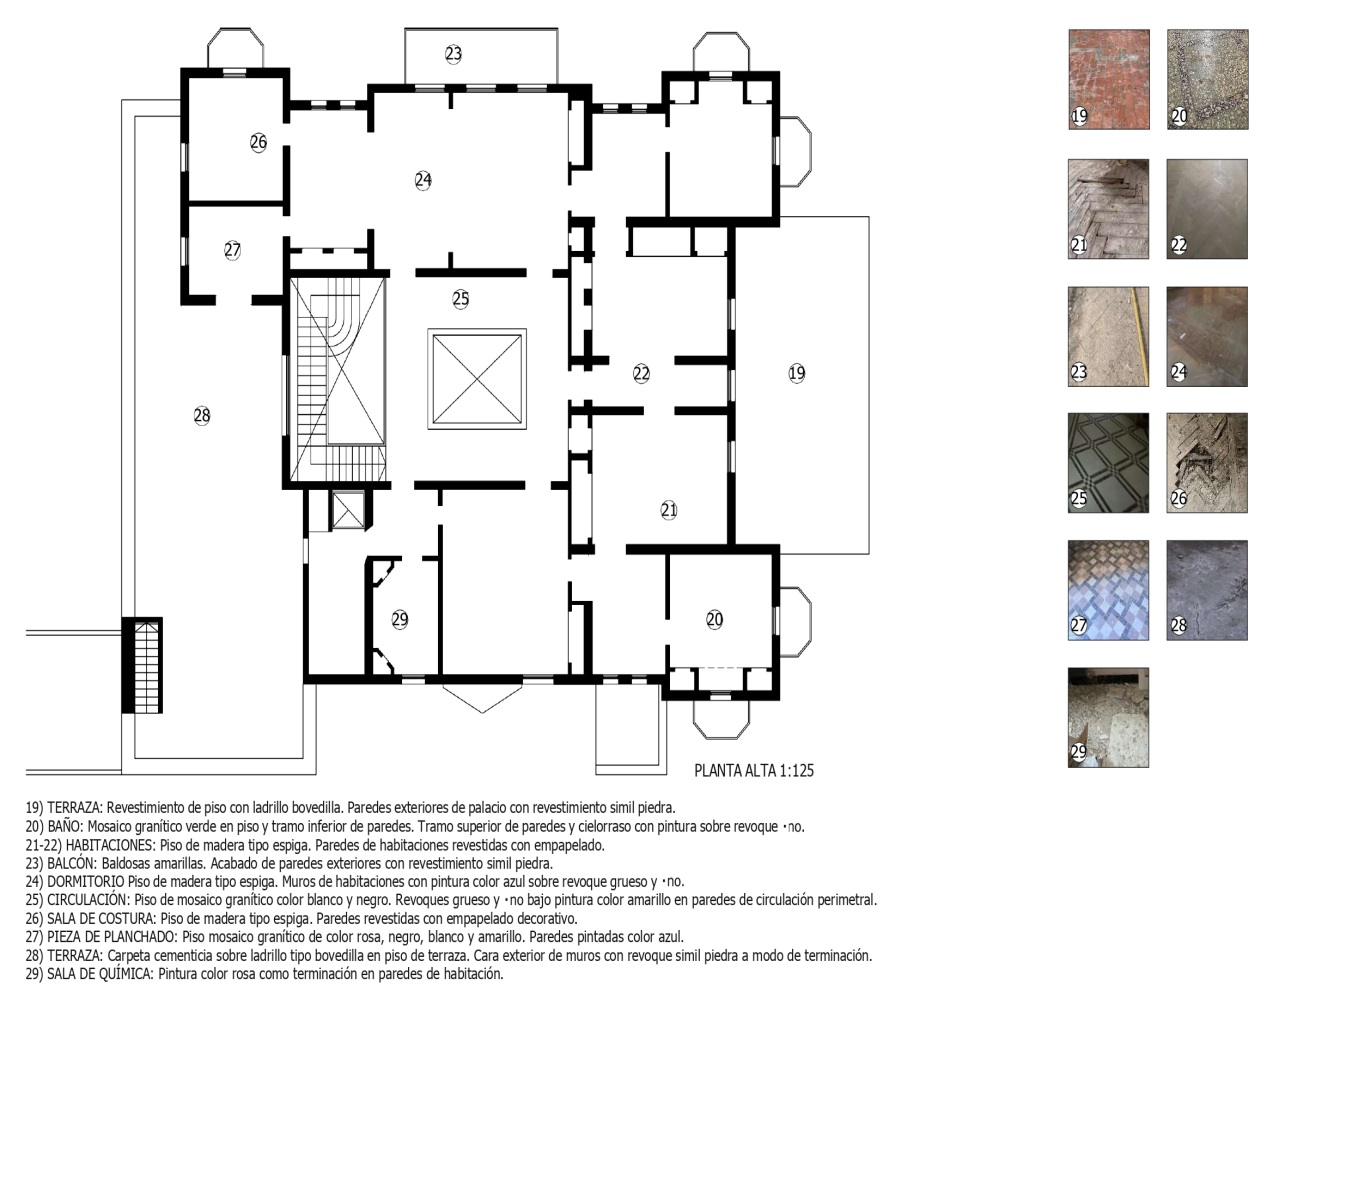 23
26
24
27
25
22
19
28
21
29
20
PLANTA ALTA 1:125
19
20
21
22
23
24
25
26
27
28
29
19) TERRAZA: Revestimiento de piso con ladrillo bovedilla. Paredes exteriores de palacio con revestimiento simil piedra.
20) BAÑO: Mosaico granítico verde en piso y tramo inferior de paredes. Tramo superior de paredes y cielorraso con pintura sobre revoque ·no.
21-22) HABITACIONES: Piso de madera tipo espiga. Paredes de habitaciones revestidas con empapelado.
23) BALCÓN: Baldosas amarillas. Acabado de paredes exteriores con revestimiento simil piedra.
24) DORMITORIO Piso de madera tipo espiga. Muros de habitaciones con pintura color azul sobre revoque grueso y ·no.
25) CIRCULACIÓN: Piso de mosaico granítico color blanco y negro. Revoques grueso y ·no bajo pintura color amarillo en paredes de circulación perimetral.
26) SALA DE COSTURA: Piso de madera tipo espiga. Paredes revestidas con empapelado decorativo.
27) PIEZA DE PLANCHADO: Piso mosaico granítico de color rosa, negro, blanco y amarillo. Paredes pintadas color azul.
28) TERRAZA: Carpeta cementicia sobre ladrillo tipo bovedilla en piso de terraza. Cara exterior de muros con revoque simil piedra a modo de terminación.
29) SALA DE QUÍMICA: Pintura color rosa como terminación en paredes de habitación.